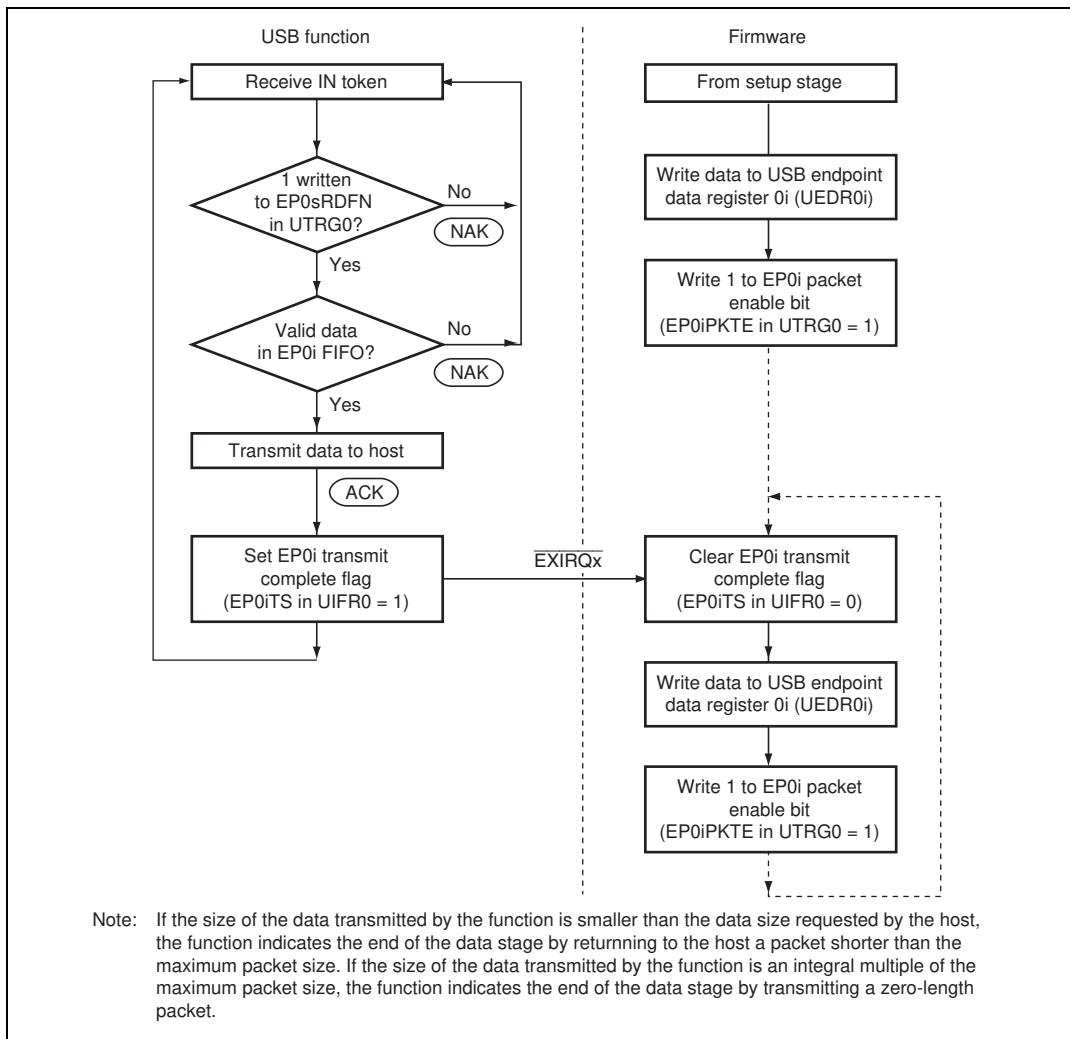 USB function
Receive IN token
1 written
to EP0sRDFN
in UTRG0?
No
NAK
Yes
Valid data
in EP0i FIFO?
No
NAK
Yes
Transmit data to host
ACK
Set EP0i transmit
complete flag
(EP0iTS in UIFR0 = 1)
EXIRQx
Firmware
From setup stage
Write data to USB endpoint
data register 0i (UEDR0i)
Write 1 to EP0i packet
enable bit
(EP0iPKTE in UTRG0 = 1)
Clear EP0i transmit
complete flag
(EP0iTS in UIFR0 = 0)
Write data to USB endpoint
data register 0i (UEDR0i)
Write 1 to EP0i packet
enable bit
(EP0iPKTE in UTRG0 = 1)
Note: If the size of the data transmitted by the function is smaller than the data size requested by the host,
the function indicates the end of the data stage by returnning to the host a packet shorter than the
maximum packet size. If the size of the data transmitted by the function is an integral multiple of the
maximum packet size, the function indicates the end of the data stage by transmitting a zero-length
packet.